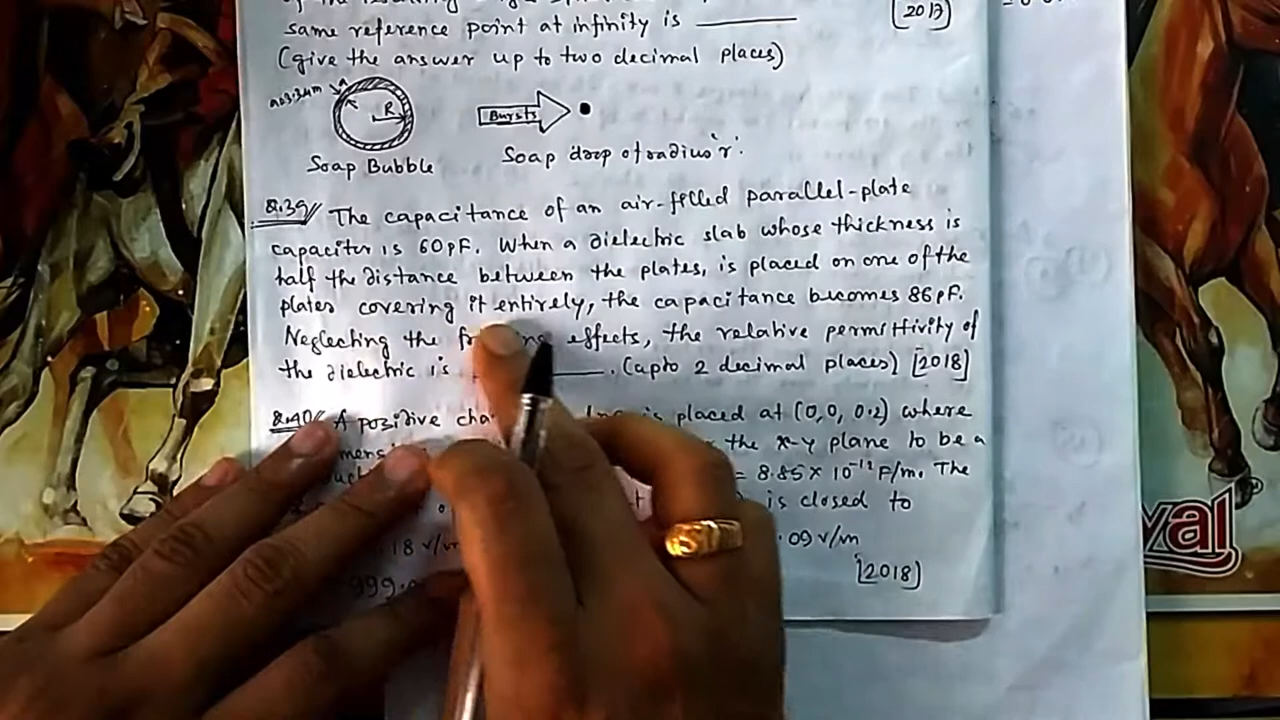 same reference point at infinity is
[2013]
(give the answer up to two decimal places)
R
Bursts
Soap Bubble
Soap drop of radius 'r'.
Q.39 The capacitance of an air-filled parallel-plate
capacitor is 60pF. When a dielectric slab whose thickness is
half the distance between the plates, is placed on one of the
plates covering it entirely, the capacitance becomes 86pF.
Neglecting the effects, the relative permittivity of
the dielectric is . (upto 2 decimal places) [2018]
Q.40 A positive is placed at (0,0, 0.2) where
the x-y plane to be a
= 8.85 × 10⁻¹² F/m. The
is closed to
.18 v/m .09 v/m
999. [2018]
val